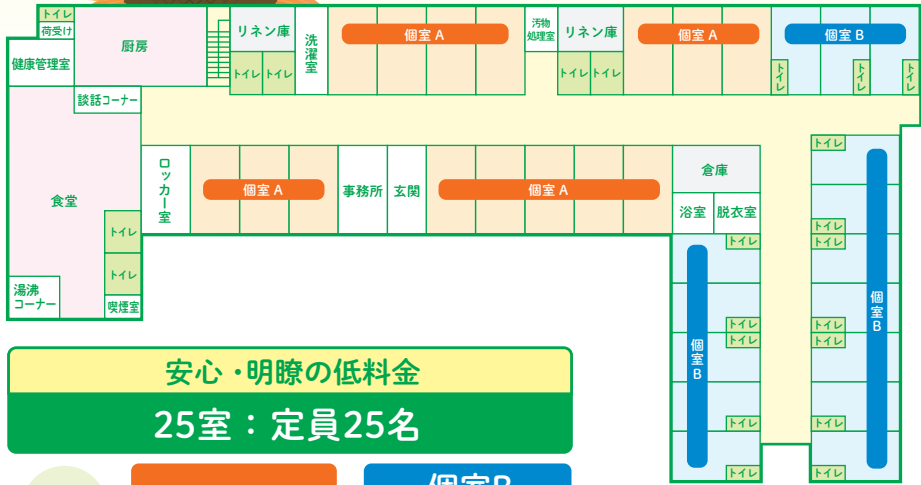 トイレ
荷受け
健康管理室
厨房
談話コーナー
食堂
トイレ
トイレ
喫煙室
湯沸
コーナー
リネン庫
トイレ
トイレ
洗濯室
個室 A
汚物
処理室
リネン庫
トイレ
トイレ
個室 A
個室 B
トイレ
トイレ
トイレ
ロッカー室
個室 A
事務所
玄関
個室 A
倉庫
浴室
脱衣室
トイレ
トイレ
トイレ
トイレ
トイレ
個室B
トイレ
トイレ
トイレ
トイレ
トイレ
トイレ
トイレ
個室B
安心・明瞭の低料金
25室：定員25名
個室B